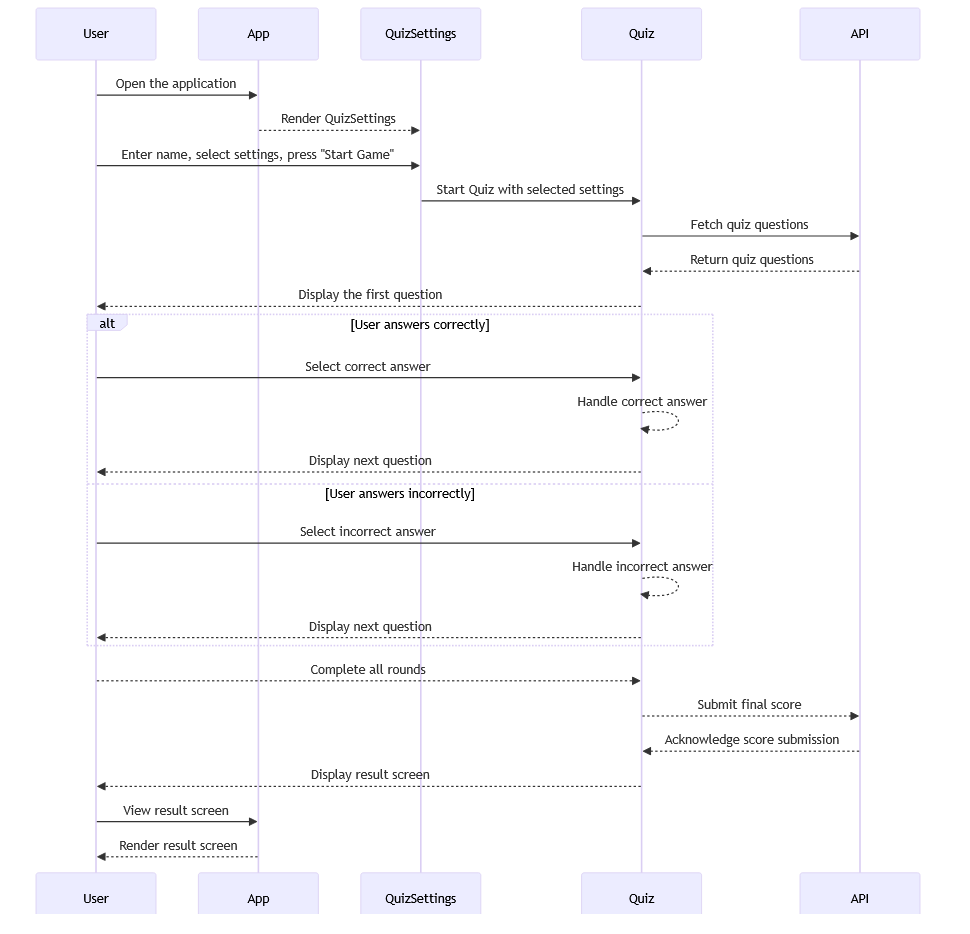 User
App
QuizSettings
Quiz
API
Open the application
Render QuizSettings
Enter name, select settings, press "Start Game"
Start Quiz with selected settings
Fetch quiz questions
Return quiz questions
Display the first question
alt
[User answers correctly]
Select correct answer
Handle correct answer
Display next question
[User answers incorrectly]
Select incorrect answer
Handle incorrect answer
Display next question
Complete all rounds
Submit final score
Acknowledge score submission
Display result screen
View result screen
Render result screen
User
App
QuizSettings
Quiz
API